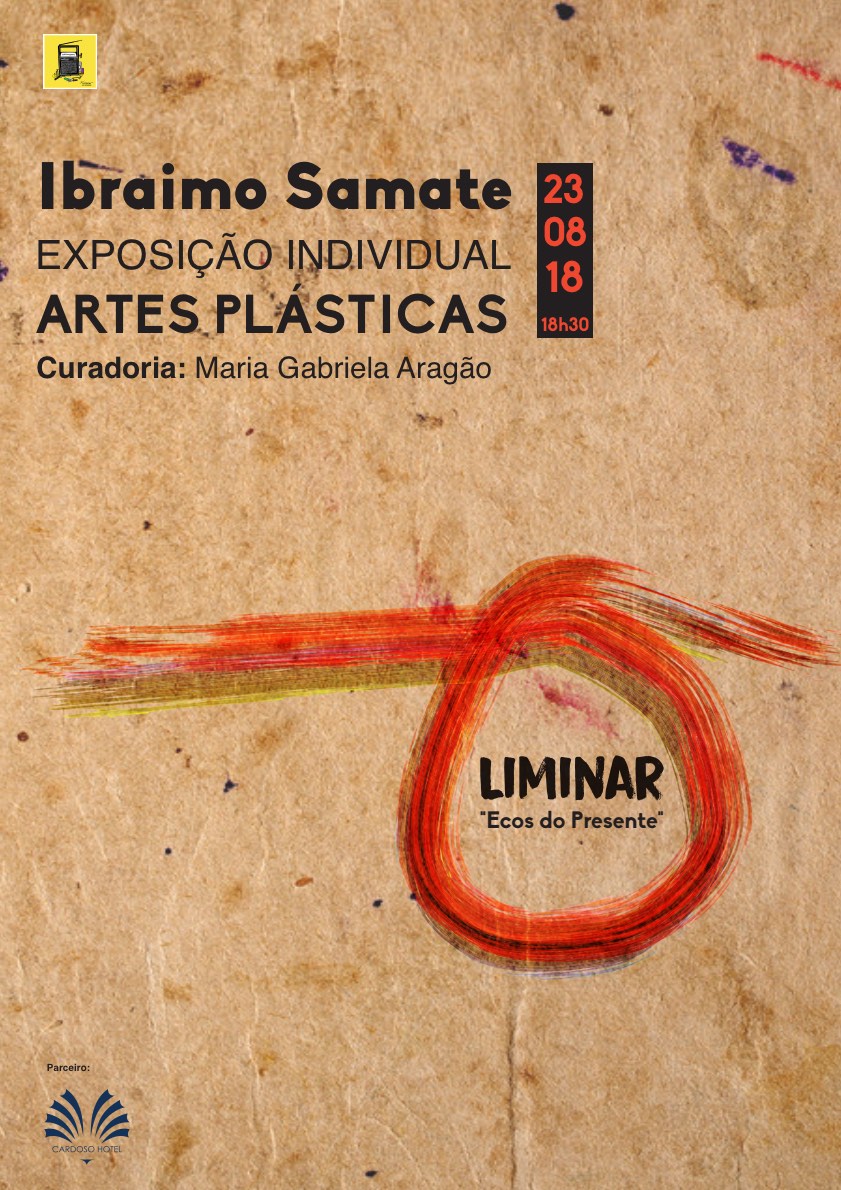 Ibraimo Samate
EXPOSIÇÃO INDIVIDUAL
ARTES PLÁSTICAS
Curadoria: Maria Gabriela Aragão
23
08
18
18h30
LIMINAR
"Ecos do Presente"
Parceiro:
CARDOSO HOTEL